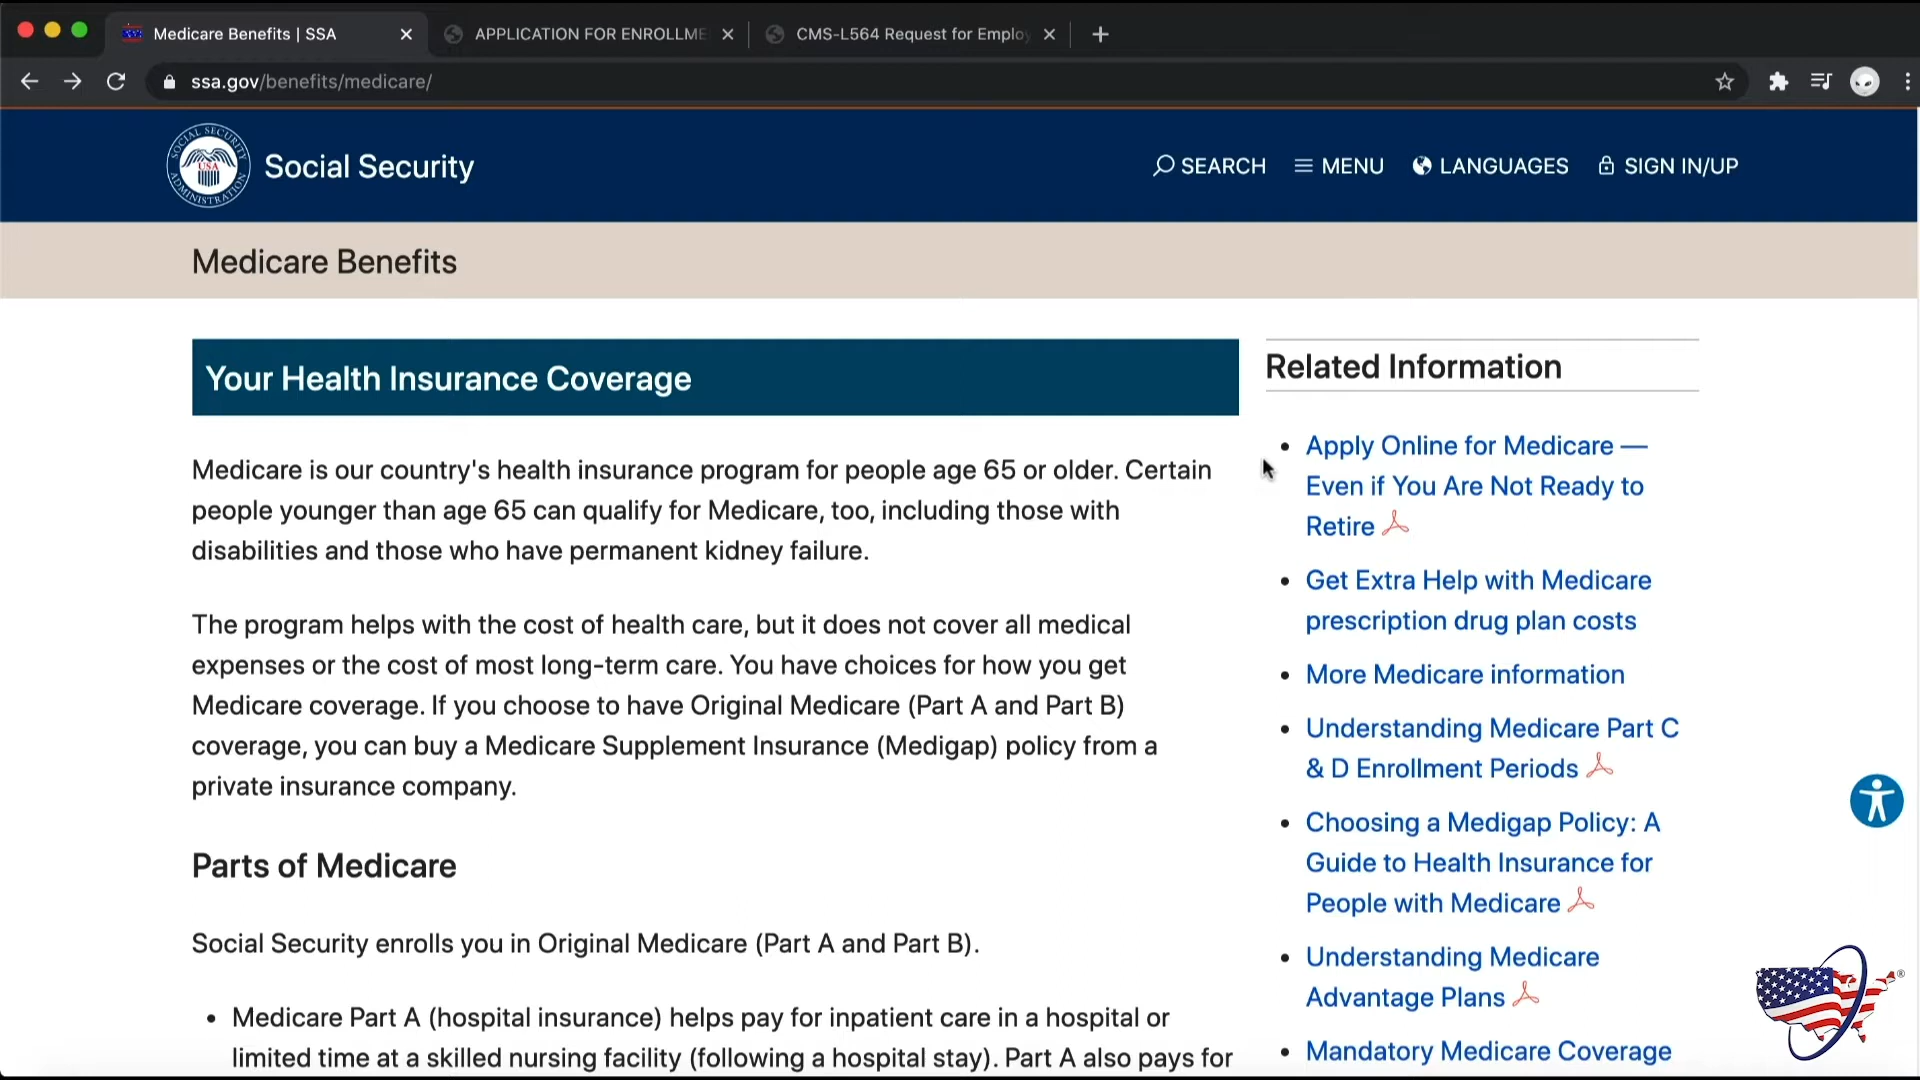 Medicare Benefits | SSA
APPLICATION FOR ENROLLME
CMS-L564 Request for Emplo
ssa.gov/benefits/medicare/
SOCIAL SECURITY ADMINISTRATION
USA
Social Security
SEARCH
MENU
LANGUAGES
SIGN IN/UP
Medicare Benefits
Your Health Insurance Coverage
Medicare is our country's health insurance program for people age 65 or older. Certain
people younger than age 65 can qualify for Medicare, too, including those with
disabilities and those who have permanent kidney failure.
The program helps with the cost of health care, but it does not cover all medical
expenses or the cost of most long-term care. You have choices for how you get
Medicare coverage. If you choose to have Original Medicare (Part A and Part B)
coverage, you can buy a Medicare Supplement Insurance (Medigap) policy from a
private insurance company.
Parts of Medicare
Social Security enrolls you in Original Medicare (Part A and Part B).
• Medicare Part A (hospital insurance) helps pay for inpatient care in a hospital or
limited time at a skilled nursing facility (following a hospital stay). Part A also pays for
Related Information
• Apply Online for Medicare —
Even if You Are Not Ready to
Retire
• Get Extra Help with Medicare
prescription drug plan costs
• More Medicare information
• Understanding Medicare Part C
& D Enrollment Periods
• Choosing a Medigap Policy: A
Guide to Health Insurance for
People with Medicare
• Understanding Medicare
Advantage Plans
• Mandatory Medicare Coverage
®